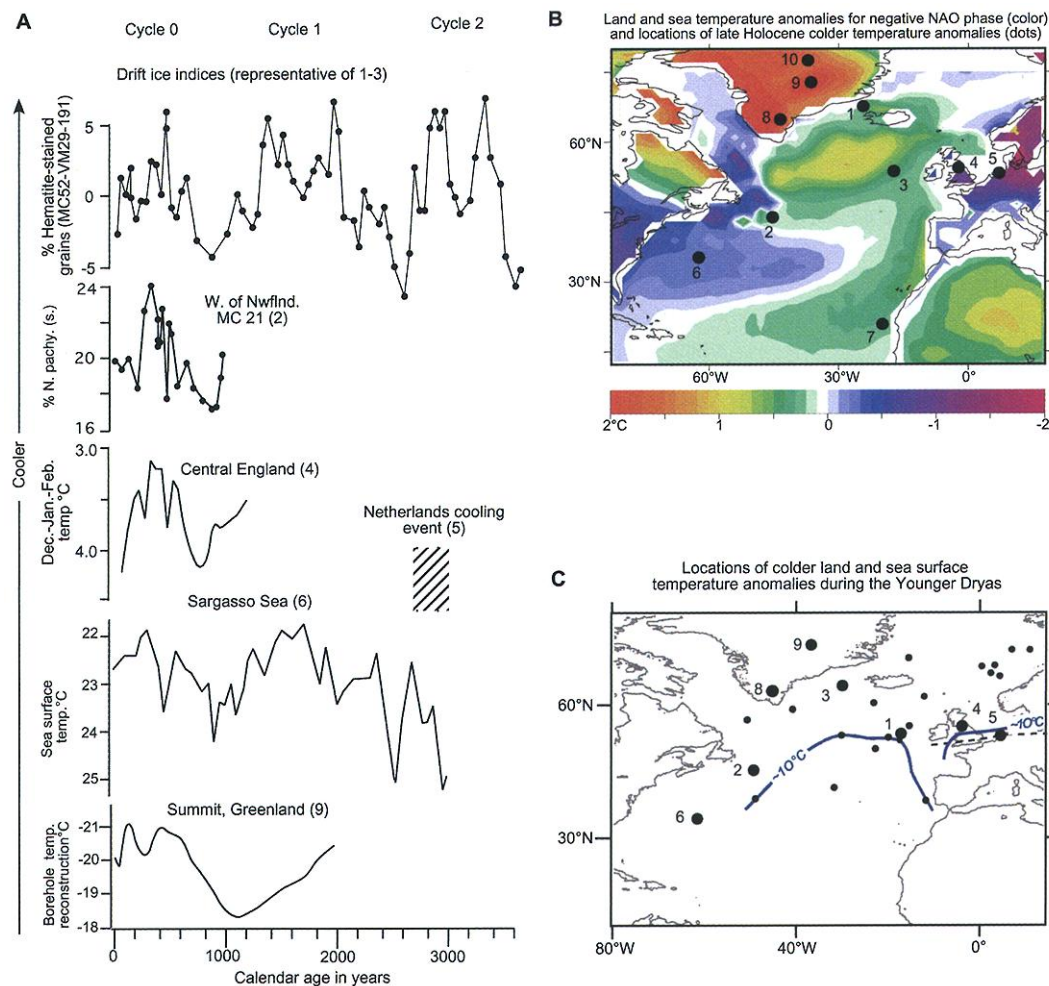 A
Cycle 0
Cycle 1
Cycle 2
Drift ice indices (representative of 1-3)
Cooler
% Hematite-stained
grains (MC52-VM29-191)
5
0
-5
24
% N. pachy. (s.)
20
18
16
W. of Nwflnd.
MC 21 (2)
3.0
Dec.-Jan.-Feb.
temp °C
4.0
Central England (4)
Netherlands cooling
event (5)
Sargasso Sea (6)
22
Sea surface
temp.°C
23
24
25
Summit, Greenland (9)
-21
Borehole temp.
reconstruction°C
-20
-19
-18
0
1000
2000
3000
Calendar age in years
B
Land and sea temperature anomalies for negative NAO phase (color)
and locations of late Holocene colder temperature anomalies (dots)
10
9
8
1
60°N
4
5
3
2
6
30°N
7
60°W
30°W
0°
2°C
1
0
-1
-2
C
Locations of colder land and sea surface
temperature anomalies during the Younger Dryas
9
8
3
60°N
1
4
5
~10°C
~10°C
2
6
30°N
80°W
40°W
0°